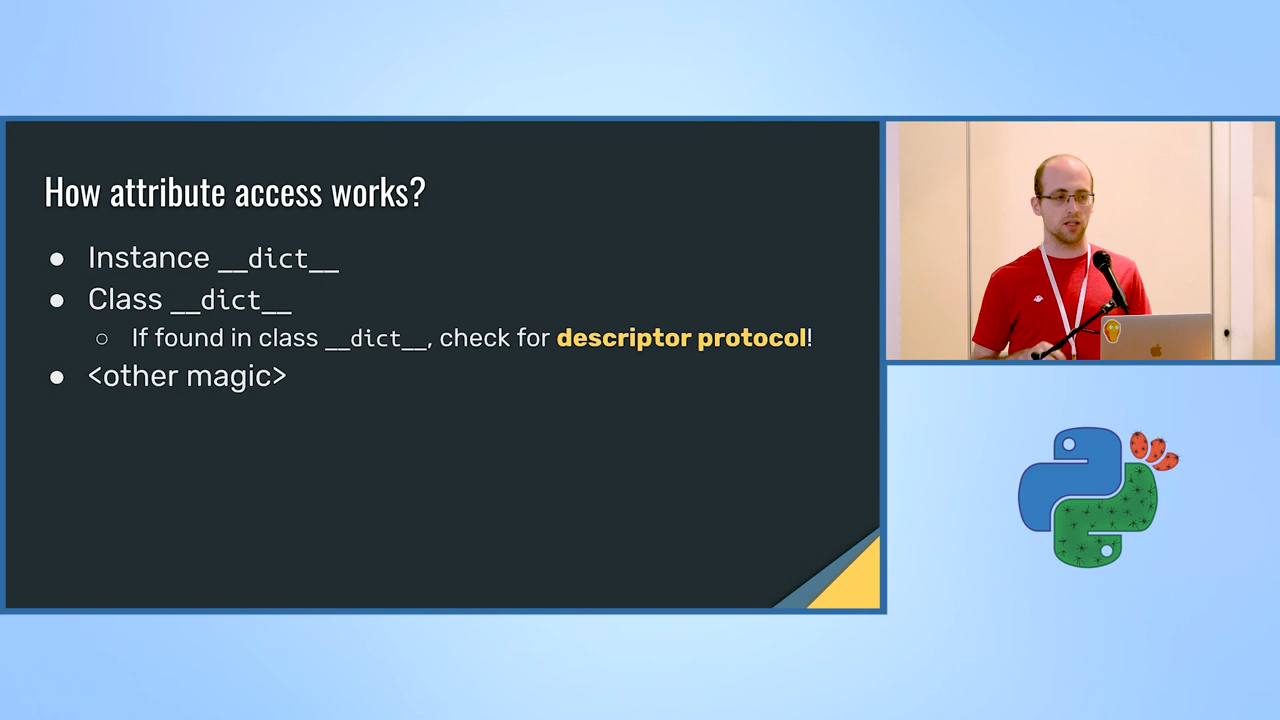 How attribute access works?
● Instance __dict__
● Class __dict__
○ If found in class __dict__, check for descriptor protocol!
● <other magic>